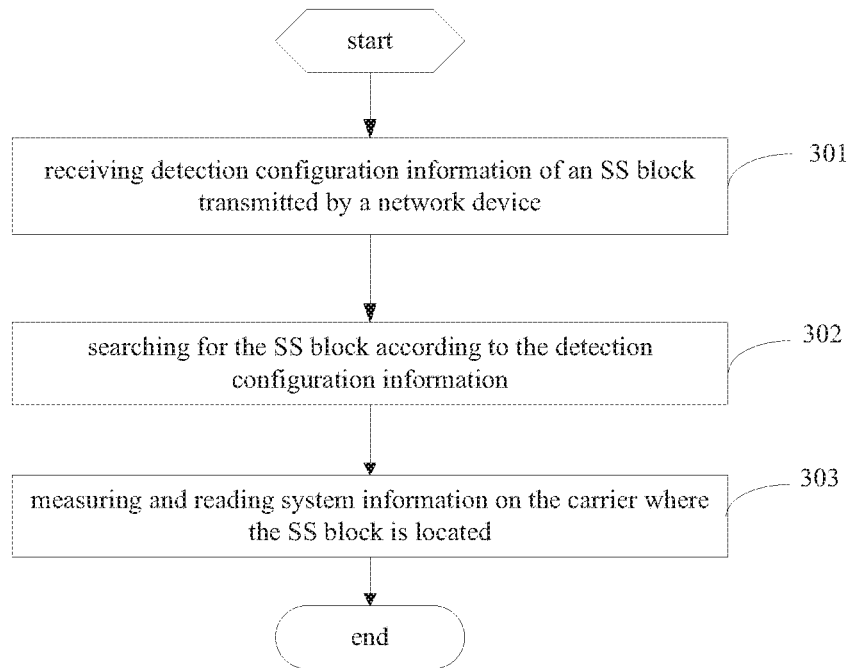 start
receiving detection configuration information of an SS block
transmitted by a network device
301
searching for the SS block according to the detection
configuration information
302
measuring and reading system information on the carrier where
the SS block is located
303
end